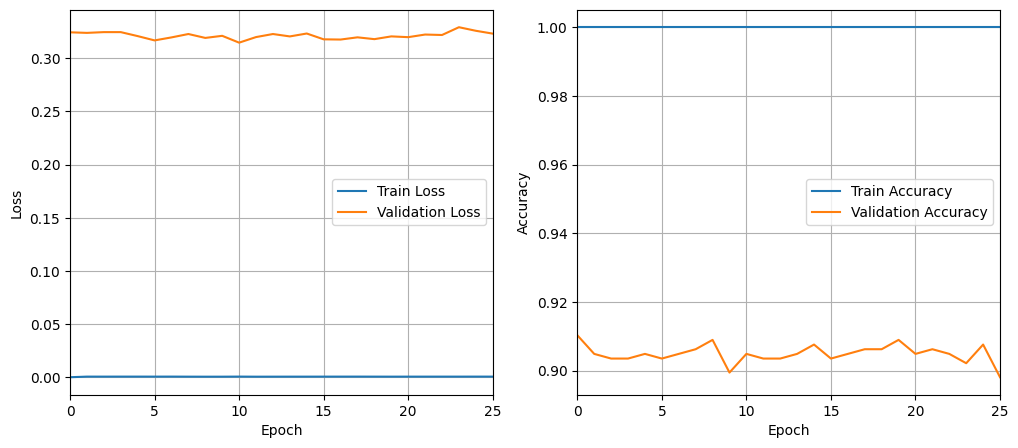 0.30
0.25
0.20
0.15
0.10
0.05
0.00
Loss
0 5 10 15 20 25
Epoch
Train Loss
Validation Loss
1.00
0.98
0.96
0.94
0.92
0.90
Accuracy
0 5 10 15 20 25
Epoch
Train Accuracy
Validation Accuracy